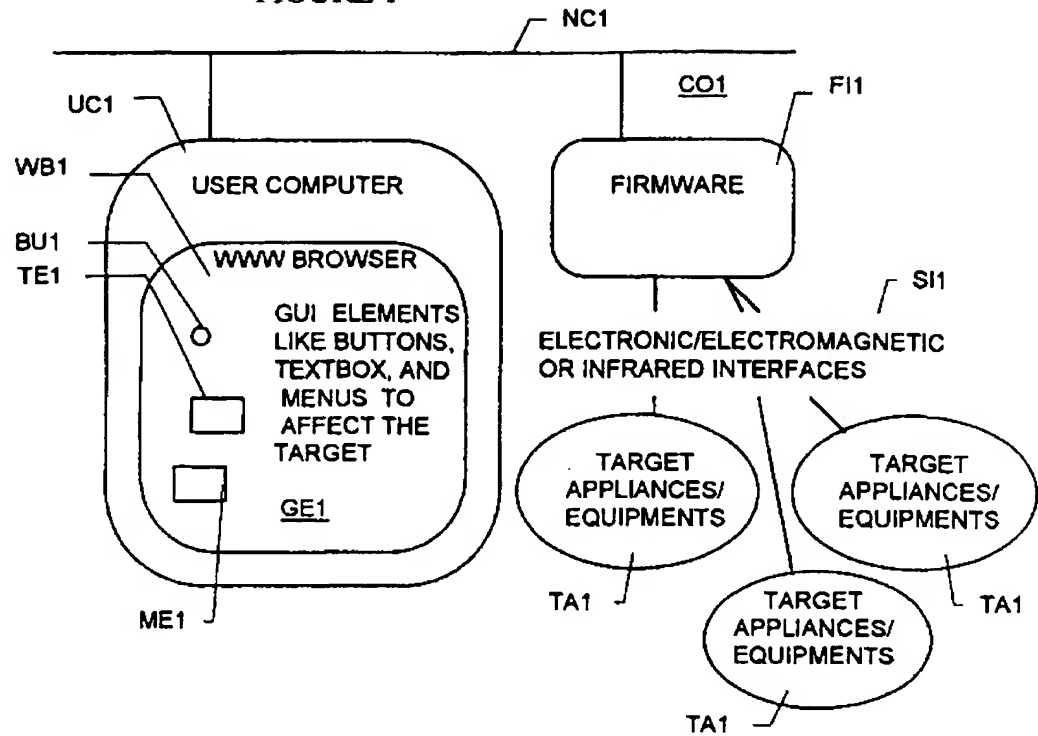 NC1
CO1
FI1
UC1
WB1
USER COMPUTER
FIRMWARE
BU1
TE1
WWW BROWSER
SI1
GUI ELEMENTS
LIKE BUTTONS,
TEXTBOX, AND
MENUS TO
AFFECT THE
TARGET
ELECTRONIC/ELECTROMAGNETIC
OR INFRARED INTERFACES
GE1
TARGET
APPLIANCES/
EQUIPMENTS
TARGET
APPLIANCES/
EQUIPMENTS
ME1
TA1
TARGET
APPLIANCES/
EQUIPMENTS
TA1
TA1